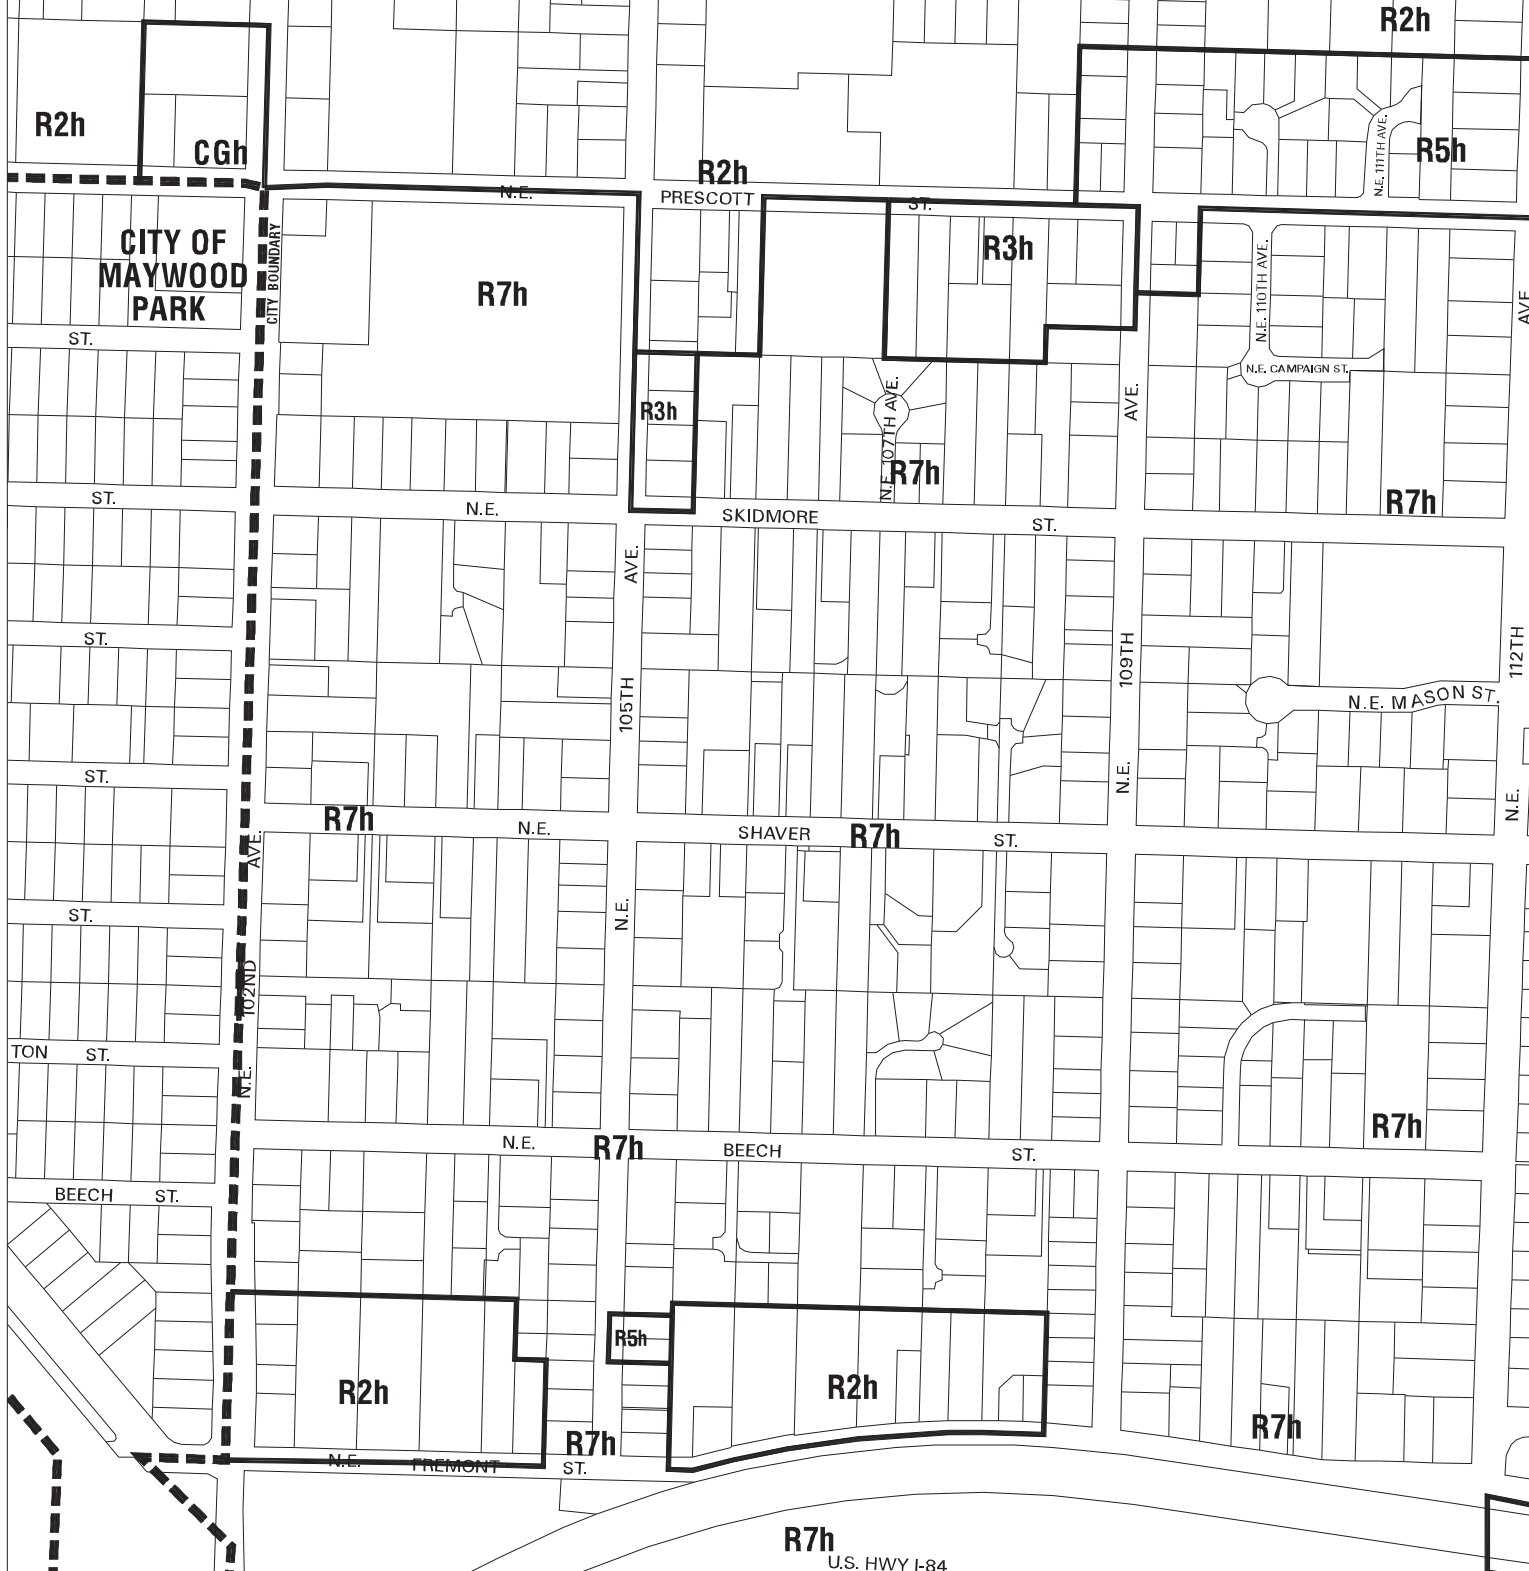 R2h
R2h
CGh
R5h
N.E. 111TH AVE.
R2h
N.E.
PRESCOTT
ST.
CITY OF
MAYWOOD
PARK
CITY BOUNDARY
R7h
R3h
N.E. 110TH AVE.
AVE
ST.
N.E. CAMPAIGN ST.
R3h
N.E. 107TH AVE.
AVE.
R7h
R7h
ST.
N.E.
SKIDMORE
ST.
AVE.
ST.
105TH
109TH
112TH
N.E. MASON ST.
ST.
N.E.
N.E.
R7h
N.E.
SHAVER
R7h
ST.
AVE.
ST.
N.E.
102ND
TON
ST.
N.E.
R7h
N.E.
R7h
BEECH
ST.
BEECH
ST.
R5h
R2h
R2h
R7h
R7h
N.E.
FREMONT
ST.
R7h
U.S. HWY I-84